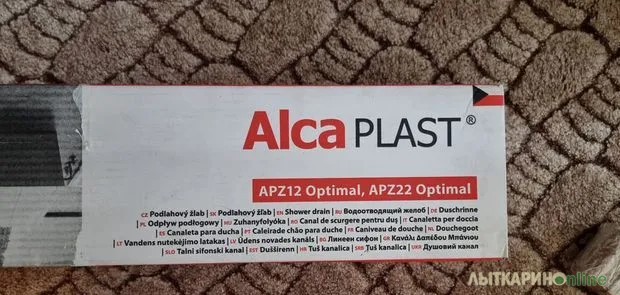 Alca PLAST®
APZ12 Optimal, APZ22 Optimal
CZ Podlahový žlab | SK Podlahový žľab | EN Shower drain | RU Водоотводящий желоб | DE Duschrinne
PL Odpływ podłogowy | HU Zuhanyfolyóka | RO Canal de scurgere pentru duș | IT Canaletta per doccia
ES Canaleta para ducha | PT Caleirade chão para duche | FR Caniveau de douche | NL Douchegoot
LT Vandens nutekėjimo latakas | LV Ūdens novades kanāls | BG Линеен сифон | GR Κανάλι Δαπέδου Μπάνιου
SLO Talni sifonski kanal | EST Duširenn | HR Tuš kanalica | SRB Tuš kanalica | UKR Душовий канал
ЛЫТКАРИНОonline